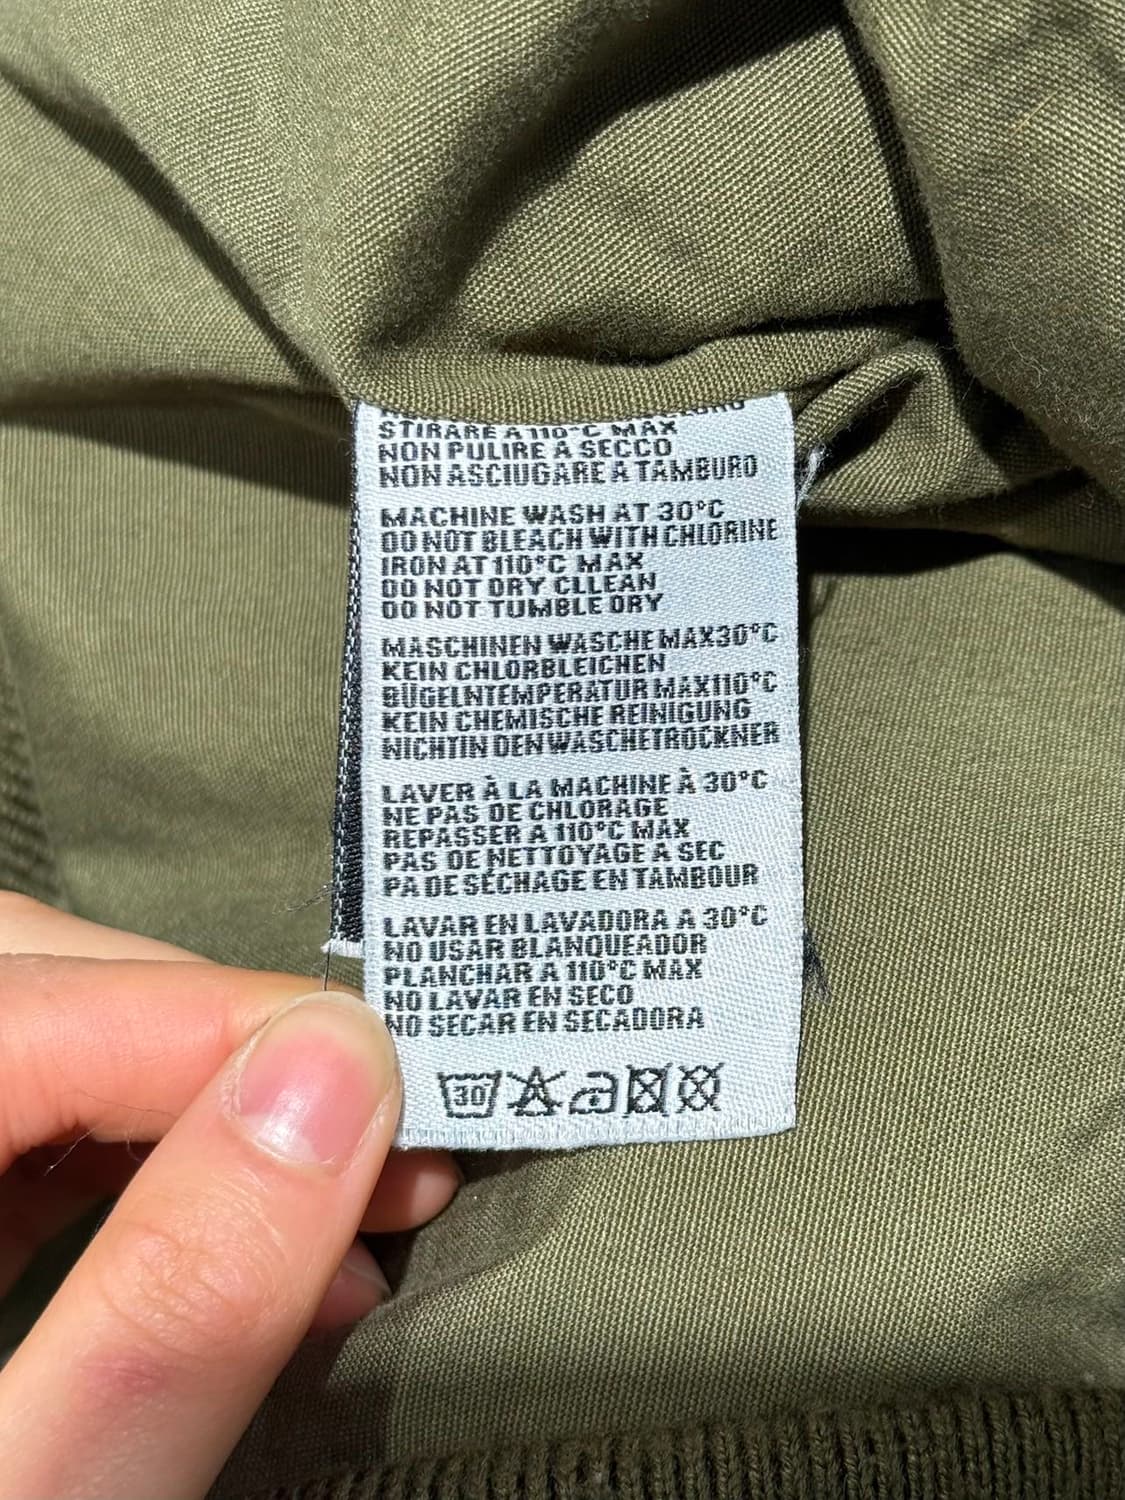 STIRARE A 110°C MAX
NON PULIRE A SECCO
NON ASCIUGARE A TAMBURO
MACHINE WASH AT 30°C
DO NOT BLEACH WITH CHLORINE
IRON AT 110°C MAX
DO NOT DRY CLLEAN
DO NOT TUMBLE DRY
MASCHINEN WASCHE MAX30°C
KEIN CHLORBLEICHEN
BÜGELNTEMPERATUR MAX110°C
KEIN CHEMISCHE REINIGUNG
NICHT IN DEN WASCHETROCKNER
LAVER À LA MACHINE À 30°C
NE PAS DE CHLORAGE
REPASSER A 110°C MAX
PAS DE NETTOYAGE A SEC
PA DE SÉCHAGE EN TAMBOUR
LAVAR EN LAVADORA A 30°C
NO USAR BLANQUEADOR
PLANCHAR A 110°C MAX
NO LAVAR EN SECO
NO SECAR EN SECADORA
30